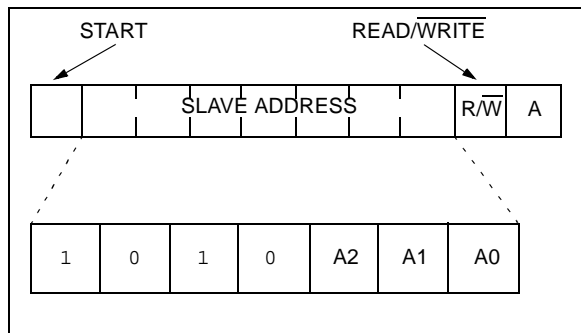 START READ/WRITE
SLAVE ADDRESS R/W A
1 0 1 0 A2 A1 A0